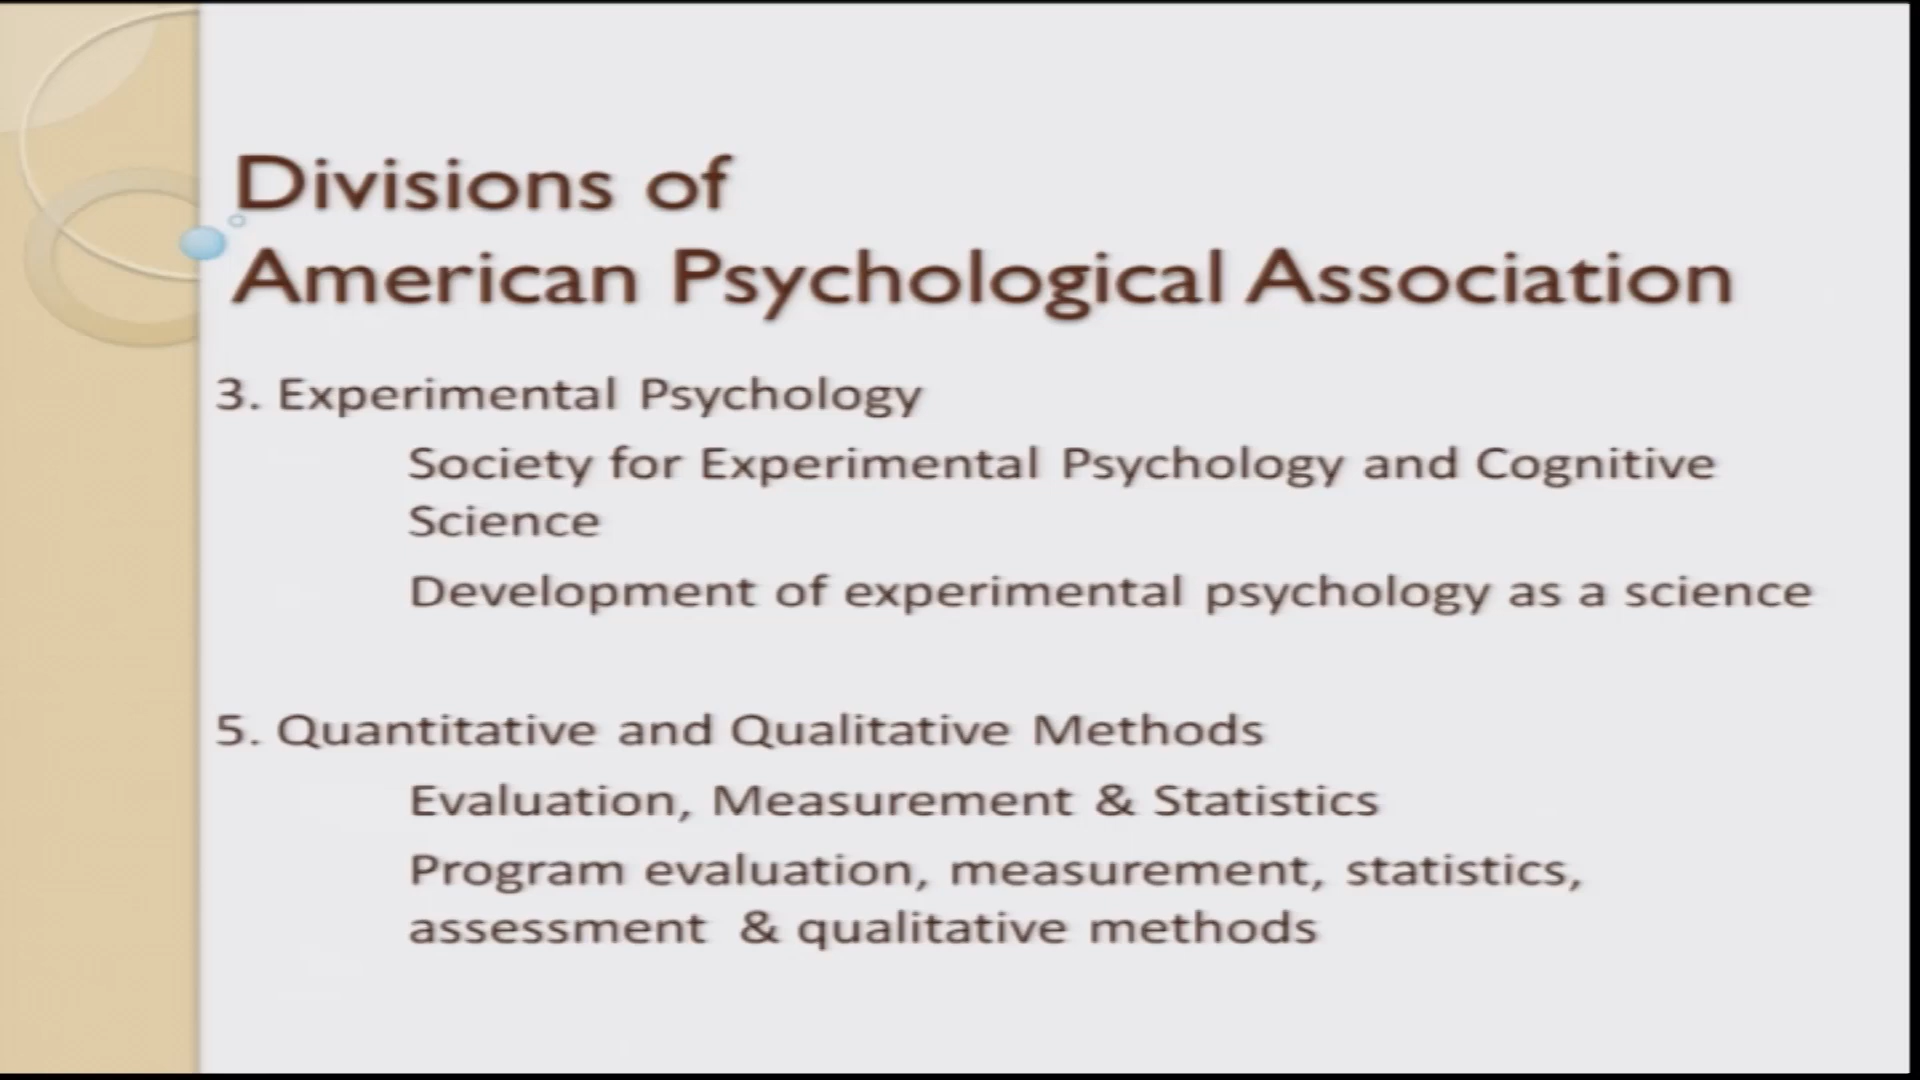 Divisions of
American Psychological Association
3. Experimental Psychology
Society for Experimental Psychology and Cognitive
Science
Development of experimental psychology as a science
5. Quantitative and Qualitative Methods
Evaluation, Measurement & Statistics
Program evaluation, measurement, statistics,
assessment & qualitative methods